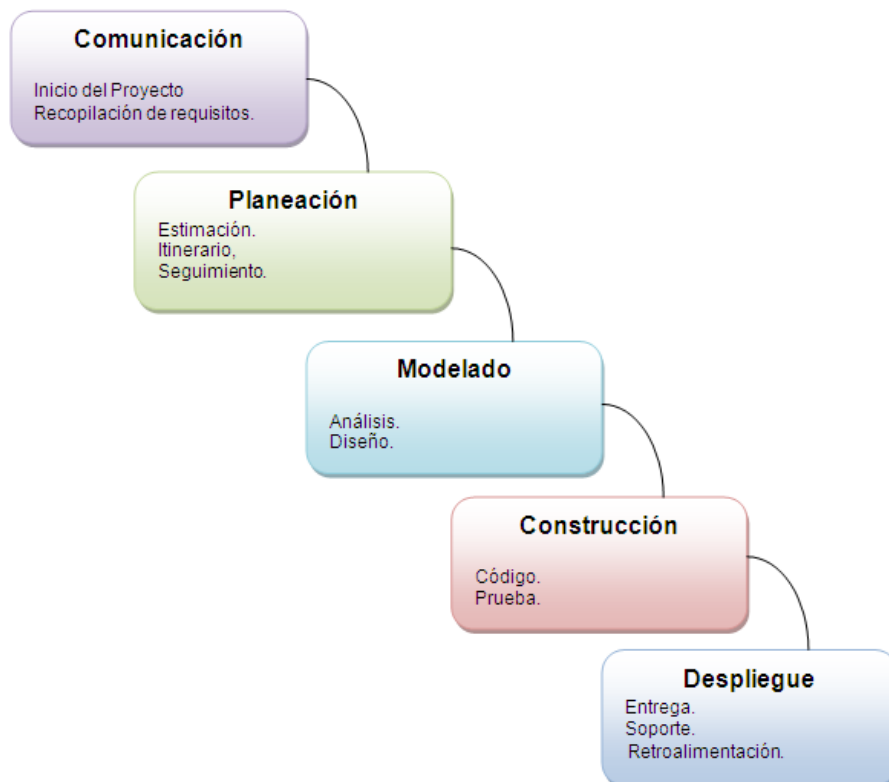 Comunicación
Inicio del Proyecto
Recopilación de requisitos.
Planeación
Estimación.
Itinerario,
Seguimiento.
Modelado
Análisis.
Diseño.
Construcción
Código.
Prueba.
Despliegue
Entrega.
Soporte.
Retroalimentación.